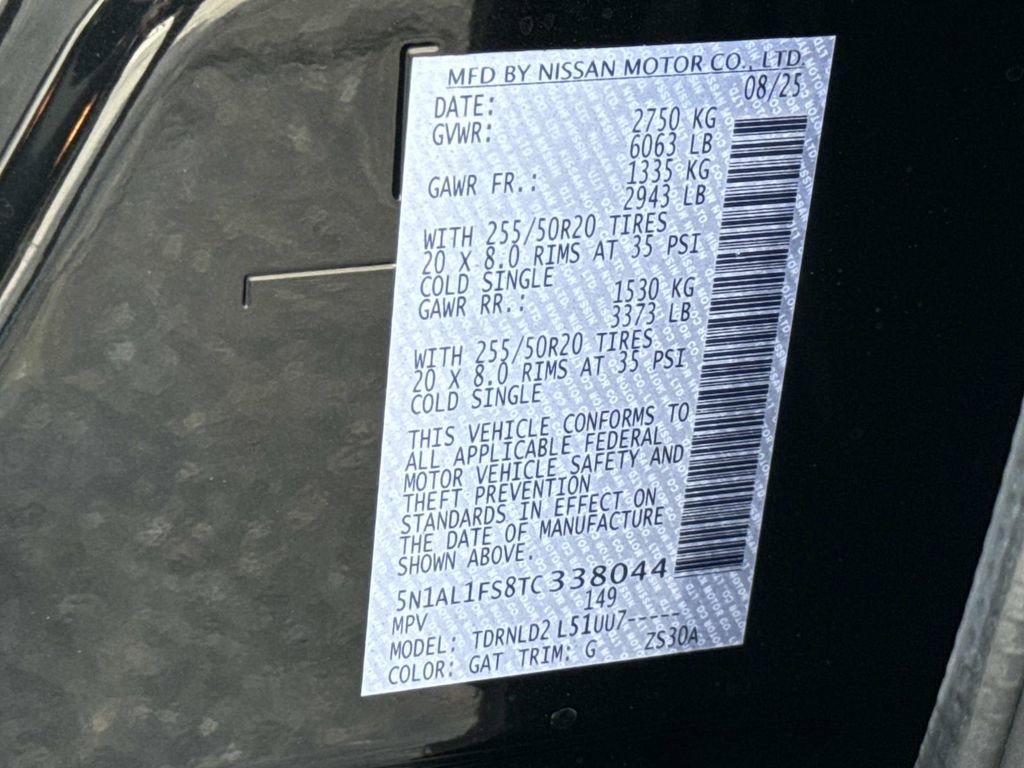 MFD BY NISSAN MOTOR CO., LTD
DATE: 08/25
GVWR: 2750 KG
6063 LB
GAWR FR.: 1335 KG
2943 LB
WITH 255/50R20 TIRES
20 X 8.0 RIMS AT 35 PSI
COLD SINGLE
GAWR RR.: 1530 KG
3373 LB
WITH 255/50R20 TIRES
20 X 8.0 RIMS AT 35 PSI
COLD SINGLE
THIS VEHICLE CONFORMS TO
ALL APPLICABLE FEDERAL
MOTOR VEHICLE SAFETY AND
THEFT PREVENTION
STANDARDS IN EFFECT ON
THE DATE OF MANUFACTURE
SHOWN ABOVE.
5N1AL1FS8TC338044
MPV 149
MODEL: TDRNLD2 L51UU7-----
COLOR: GAT TRIM: G ZS30A